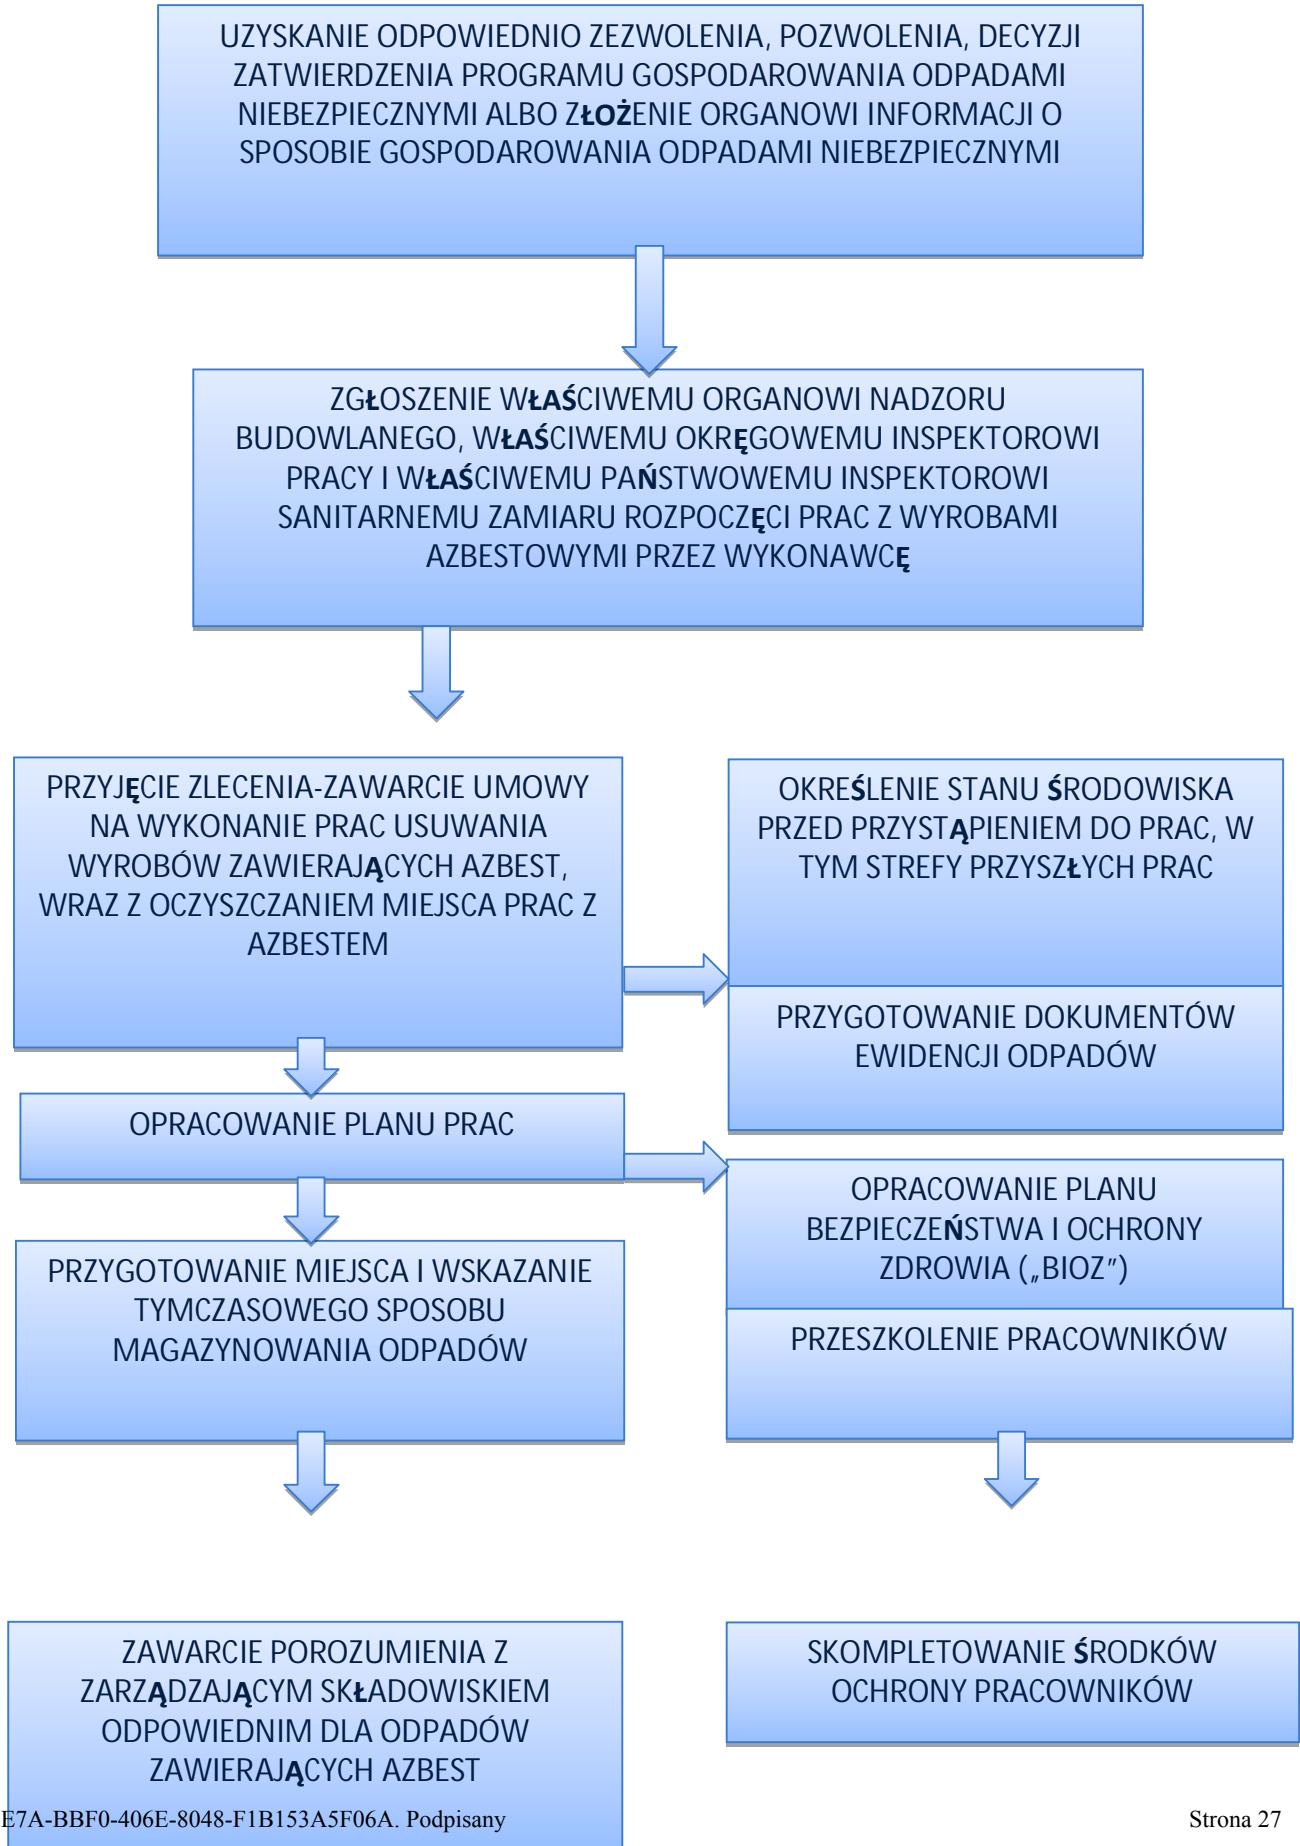 UZYSKANIE ODPOWIEDNIO ZEZWOLENIA, POZWOLENIA, DECYZJI
ZATWIERDZENIA PROGRAMU GOSPODAROWANIA ODPADAMI
NIEBEZPIECZNYMI ALBO ZŁOŻENIE ORGANOWI INFORMACJI O
SPOSOBIE GOSPODAROWANIA ODPADAMI NIEBEZPIECZNYMI
ZGŁOSZENIE WŁAŚCIWEMU ORGANOWI NADZORU
BUDOWLANEGO, WŁAŚCIWEMU OKRĘGOWEMU INSPEKTOROWI
PRACY I WŁAŚCIWEMU PAŃSTWOWEMU INSPEKTOROWI
SANITARNEMU ZAMIARU ROZPOCZĘCI PRAC Z WYROBAMI
AZBESTOWYMI PRZEZ WYKONAWCĘ
PRZYJĘCIE ZLECENIA-ZAWARCIE UMOWY
NA WYKONANIE PRAC USUWANIA
WYROBÓW ZAWIERAJĄCYCH AZBEST,
WRAZ Z OCZYSZCZANIEM MIEJSCA PRAC Z
AZBESTEM
OKREŚLENIE STANU ŚRODOWISKA
PRZED PRZYSTĄPIENIEM DO PRAC, W
TYM STREFY PRZYSZŁYCH PRAC
PRZYGOTOWANIE DOKUMENTÓW
EWIDENCJI ODPADÓW
OPRACOWANIE PLANU PRAC
OPRACOWANIE PLANU
BEZPIECZEŃSTWA I OCHRONY
ZDROWIA („BIOZ”)
PRZYGOTOWANIE MIEJSCA I WSKAZANIE
TYMCZASOWEGO SPOSOBU
MAGAZYNOWANIA ODPADÓW
PRZESZKOLENIE PRACOWNIKÓW
ZAWARCIE POROZUMIENIA Z
ZARZĄDZAJĄCYM SKŁADOWISKIEM
ODPOWIEDNIM DLA ODPADÓW
ZAWIERAJĄCYCH AZBEST
SKOMPLETOWANIE ŚRODKÓW
OCHRONY PRACOWNIKÓW
E7A-BBF0-406E-8048-F1B153A5F06A. Podpisany
Strona 27